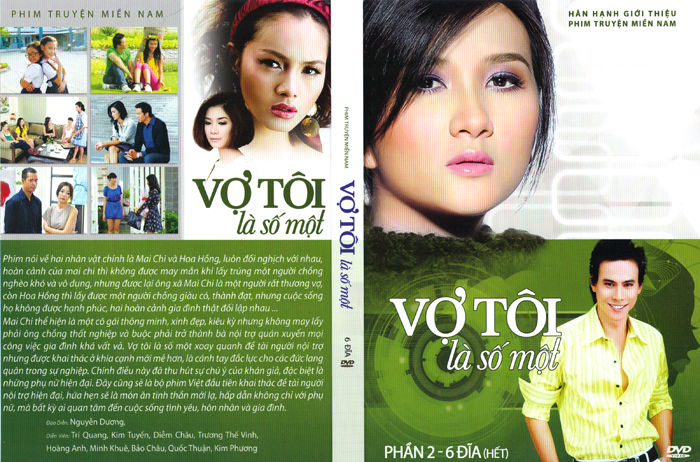 PHIM TRUYỆN MIỀN NAM
VỢ TÔI
là số một
Phim nói về hai nhân vật chính là Mai Chi và Hoa Hồng, luôn đối nghịch với nhau,
hoàn cảnh của mai chi thì không được may mắn khi lấy trúng một người chồng
nghèo khó và vô dụng, nhưng được lại ông xã Mai Chi là một người rất thương vợ,
còn Hoa Hồng thì lấy được một người chồng giàu có, thành đạt, nhưng cuộc sống
họ không được hạnh phúc, hai hoàn cảnh gia đình thật đối lập nhau ...
Mai Chi thể hiện là một cô gái thông minh, xinh đẹp, kiêu kỳ nhưng không may lấy
phải ông chồng thất nghiệp và buộc phải trở thành bà nội trợ quán xuyến mọi
công việc gia đình khá vất vả. Vợ tôi là số một xoay quanh đề tài người nội trợ
nhưng được khai thác ở khía cạnh mới mẻ hơn, là cánh tay đắc lực cho các đức lang
quân trong sự nghiệp. Chính điều này đã thu hút sự chú ý của khán giả, đặc biệt là
những phụ nữ hiện đại. Đây cũng sẽ là bộ phim Việt đầu tiên khai thác đề tài người
nội trợ hiện đại, hứa hẹn sẽ là món ăn tinh thần mới lạ, hấp dẫn không chỉ với phụ
nữ, mà bất kỳ ai quan tâm đến cuộc sống tình yêu, hôn nhân và gia đình.
Đạo Diễn: Nguyễn Dương,
Diễn Viên: Trí Quang, Kim Tuyến, Diễm Châu, Trương Thế Vinh,
Hoàng Anh, Minh Khuê, Bảo Châu, Quốc Thuận, Kim Phương
PHIM TRUYỆN MIỀN NAM
VỢ TÔI
là số một
6 ĐĨA
DVD
HÂN HẠNH GIỚI THIỆU
PHIM TRUYỆN MIỀN NAM
VỢ TÔI
là số một
PHẦN 2 - 6 ĐĨA (HẾT)
DVD
VIDEO